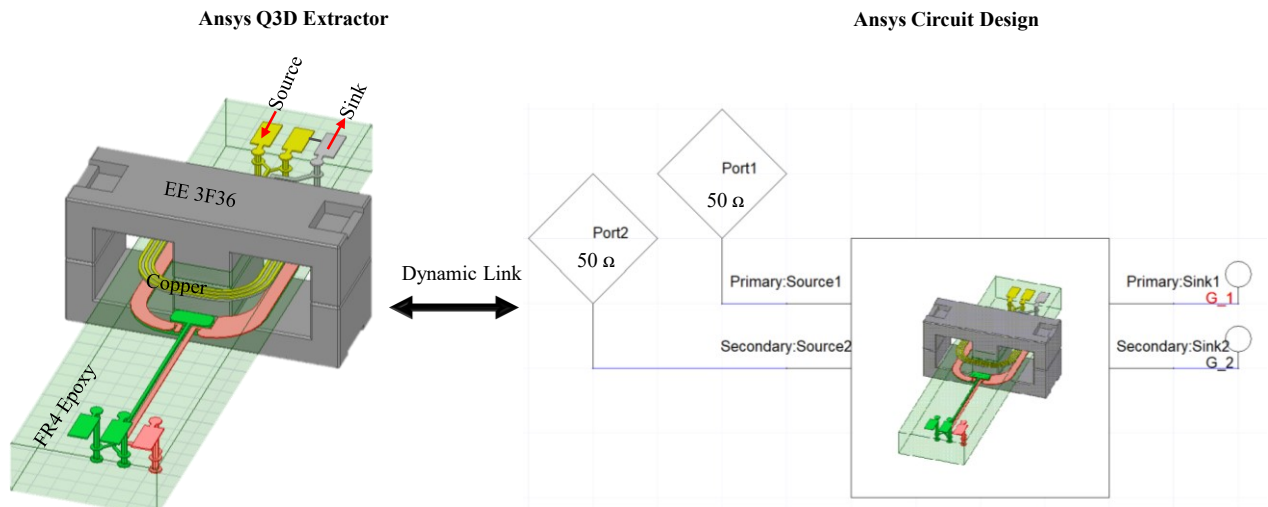 Ansys Q3D Extractor
Ansys Circuit Design
Source
Sink
EE 3F36
Copper
FR4 Epoxy
Dynamic Link
Port1
50 Ω
Port2
50 Ω
Primary:Source1
Primary:Sink1
G_1
Secondary:Source2
Secondary:Sink2
G_2